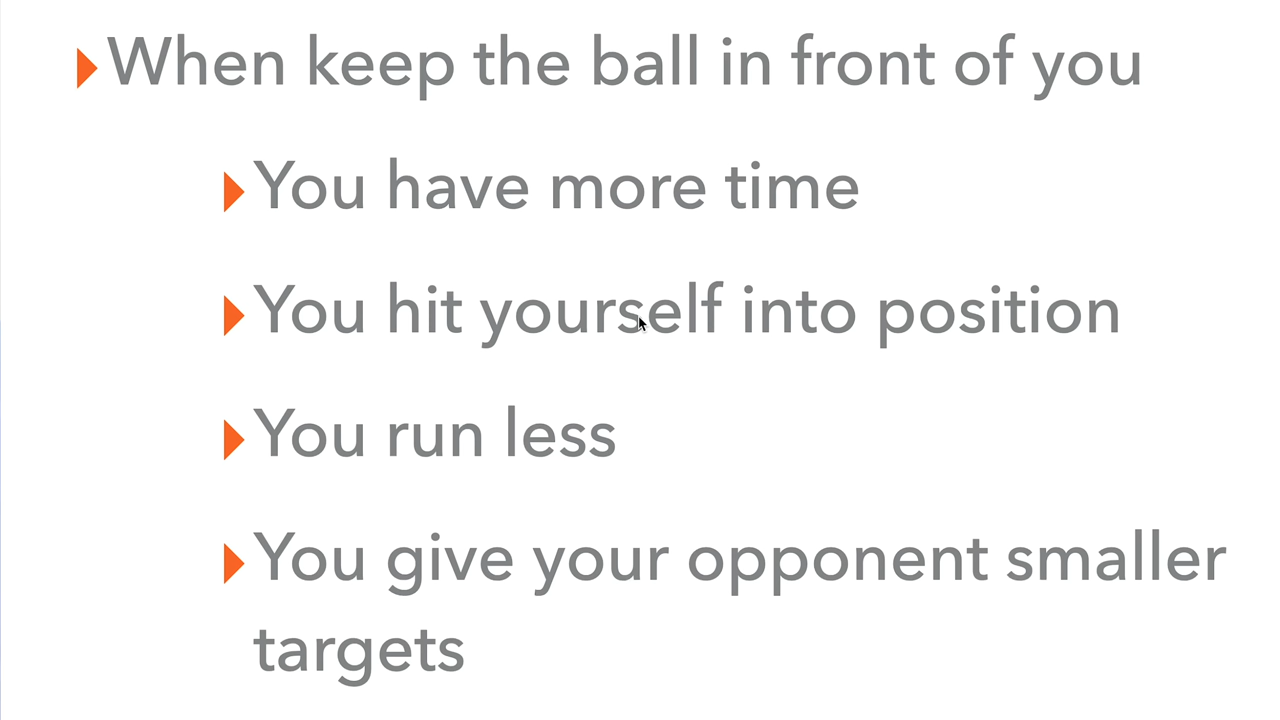 When keep the ball in front of you
You have more time
You hit yourself into position
You run less
You give your opponent smaller
targets